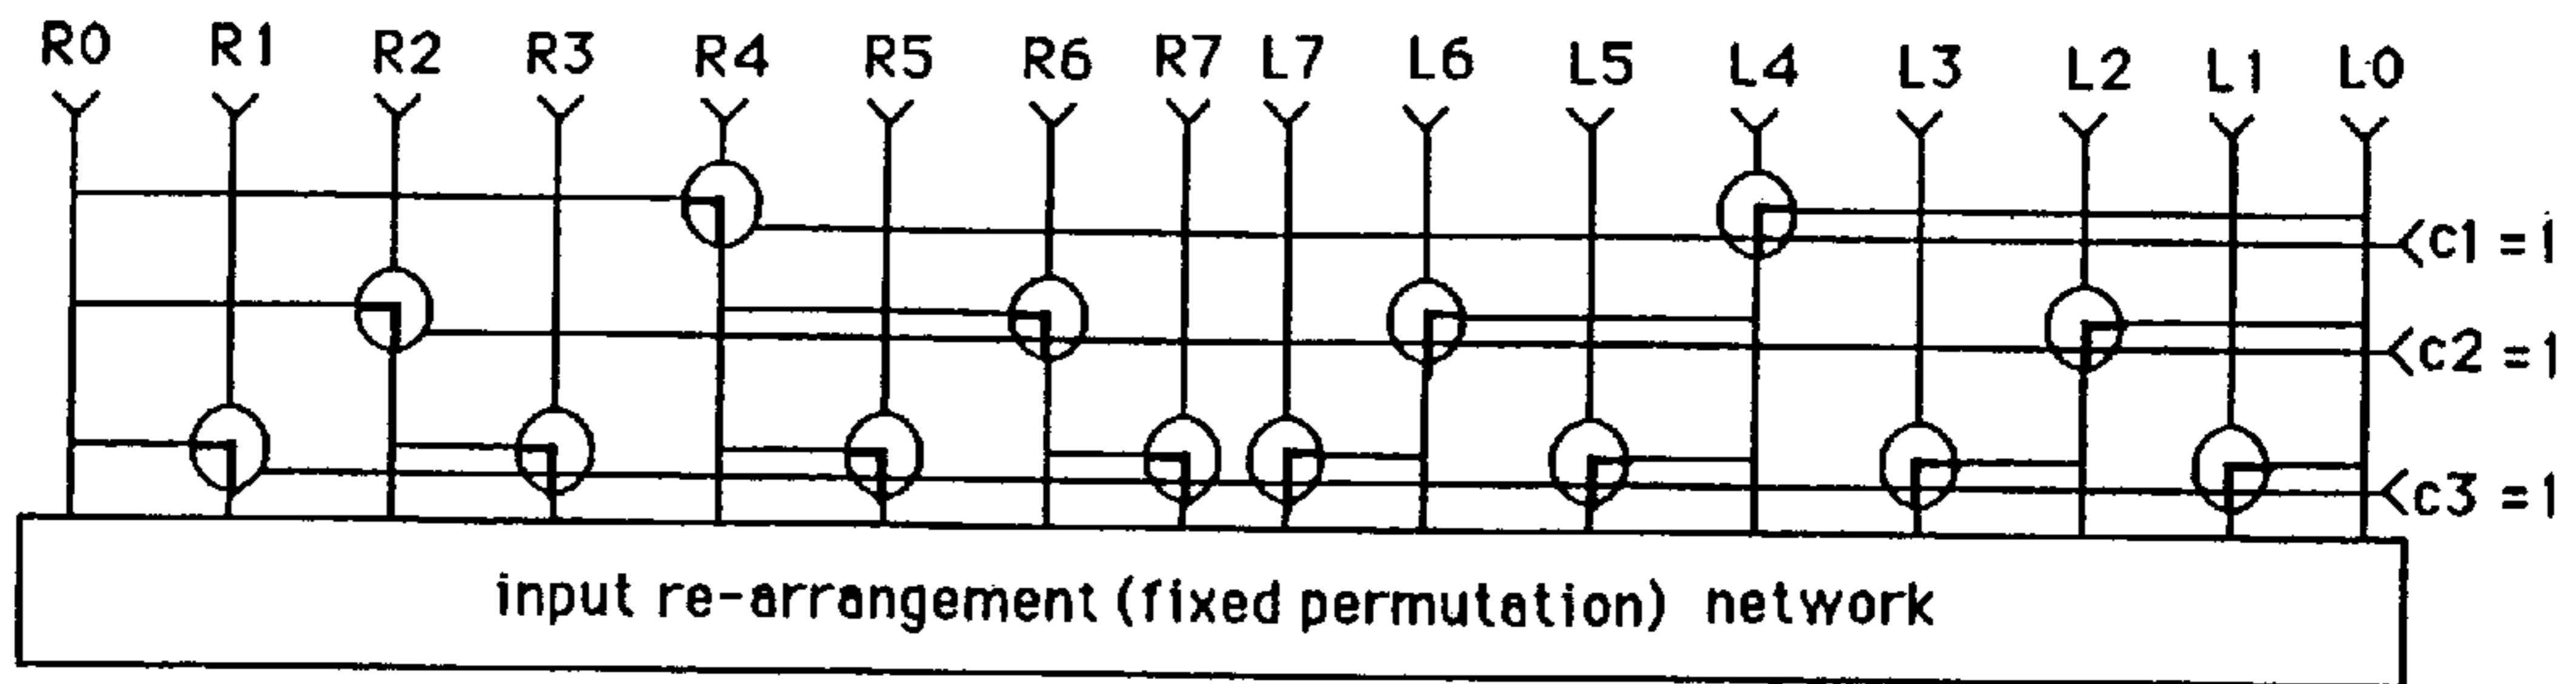 R0 R1 R2 R3 R4 R5 R6 R7 L7 L6 L5 L4 L3 L2 L1 L0
c1 = 1
c2 = 1
c3 = 1
input re-arrangement (fixed permutation) network